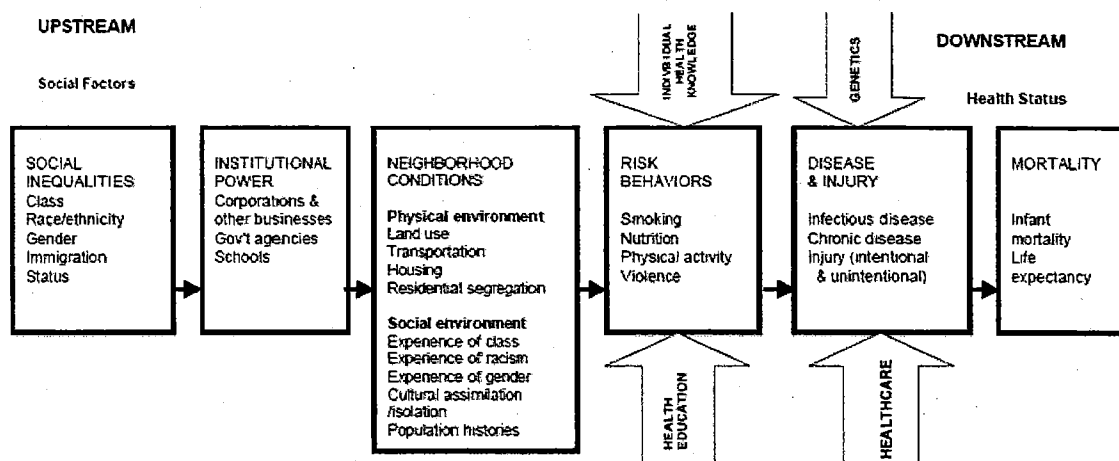 UPSTREAM
Social Factors
INDIVIDUAL
HEALTH
KNOWLEDGE
GENETICS
DOWNSTREAM
Health Status
SOCIAL
INEQUALITIES
Class
Race/ethnicity
Gender
Immigration
Status
INSTITUTIONAL
POWER
Corporations &
other businesses
Gov't agencies
Schools
NEIGHBORHOOD
CONDITIONS
Physical environment
Land use
Transportation
Housing
Residential segregation
Social environment
Experience of class
Experience of racism
Experience of gender
Cultural assimilation
/isolation
Population histories
RISK
BEHAVIORS
Smoking
Nutrition
Physical activity
Violence
DISEASE
& INJURY
Infectious disease
Chronic disease
Injury (intentional
& unintentional)
MORTALITY
Infant
mortality
Life
expectancy
HEALTH
EDUCATION
HEALTHCARE